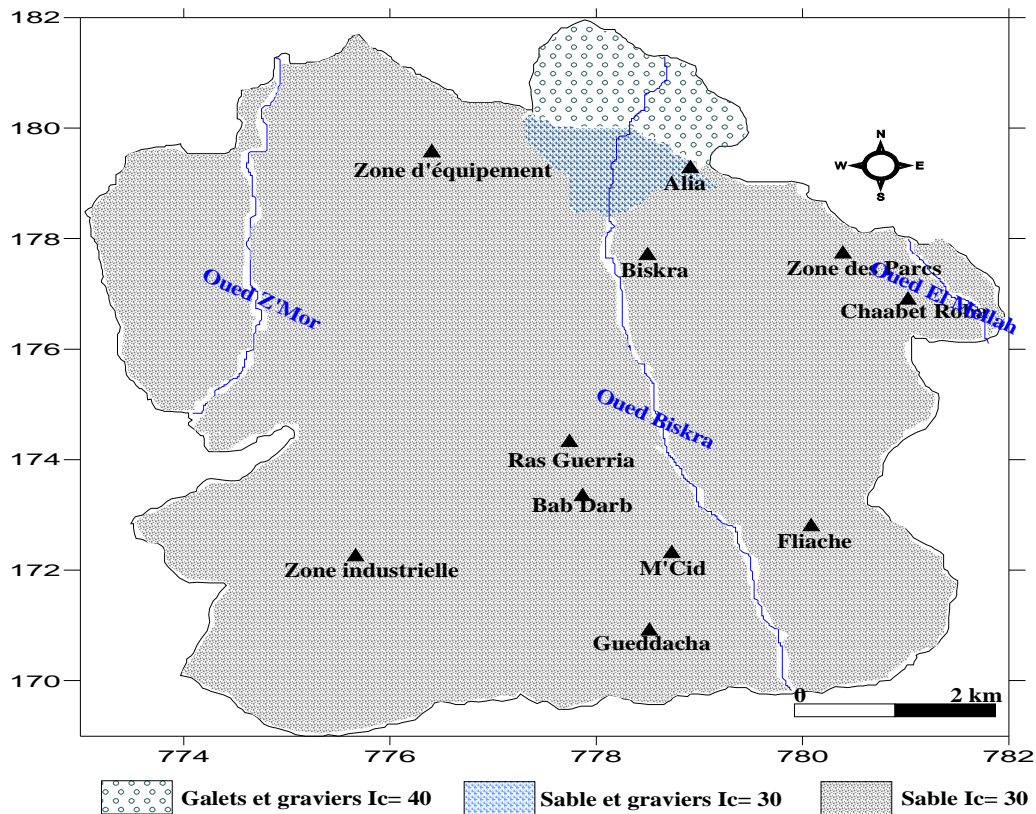 182
180
178
176
174
172
170
774
776
778
780
782
N
W
E
S
Zone d'équipement
Alia
Biskra
Zone des Parcs
Oued El Mollah
Chaabet
Oued Z'Mor
Oued Biskra
Ras Guerria
Bab Darb
Fliache
Zone industrielle
M'Cid
Gueddacha
0 2 km
Galets et graviers Ic= 40
Sable et graviers Ic= 30
Sable Ic= 30